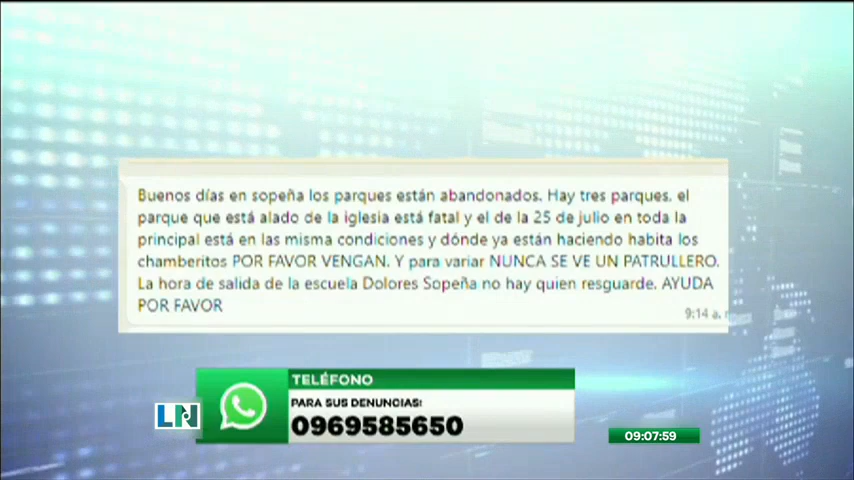 Buenos días en sopeña los parques están abandonados. Hay tres parques. el
parque que está alado de la iglesia está fatal y el de la 25 de julio en toda la
principal está en las misma condiciones y dónde ya están haciendo habita los
chamberitos POR FAVOR VENGAN. Y para variar NUNCA SE VE UN PATRULLERO.
La hora de salida de la escuela Dolores Sopeña no hay quien resguarde. AYUDA
POR FAVOR
9:14 a.
TELÉFONO
PARA SUS DENUNCIAS:
0969585650
LN
09:07:59